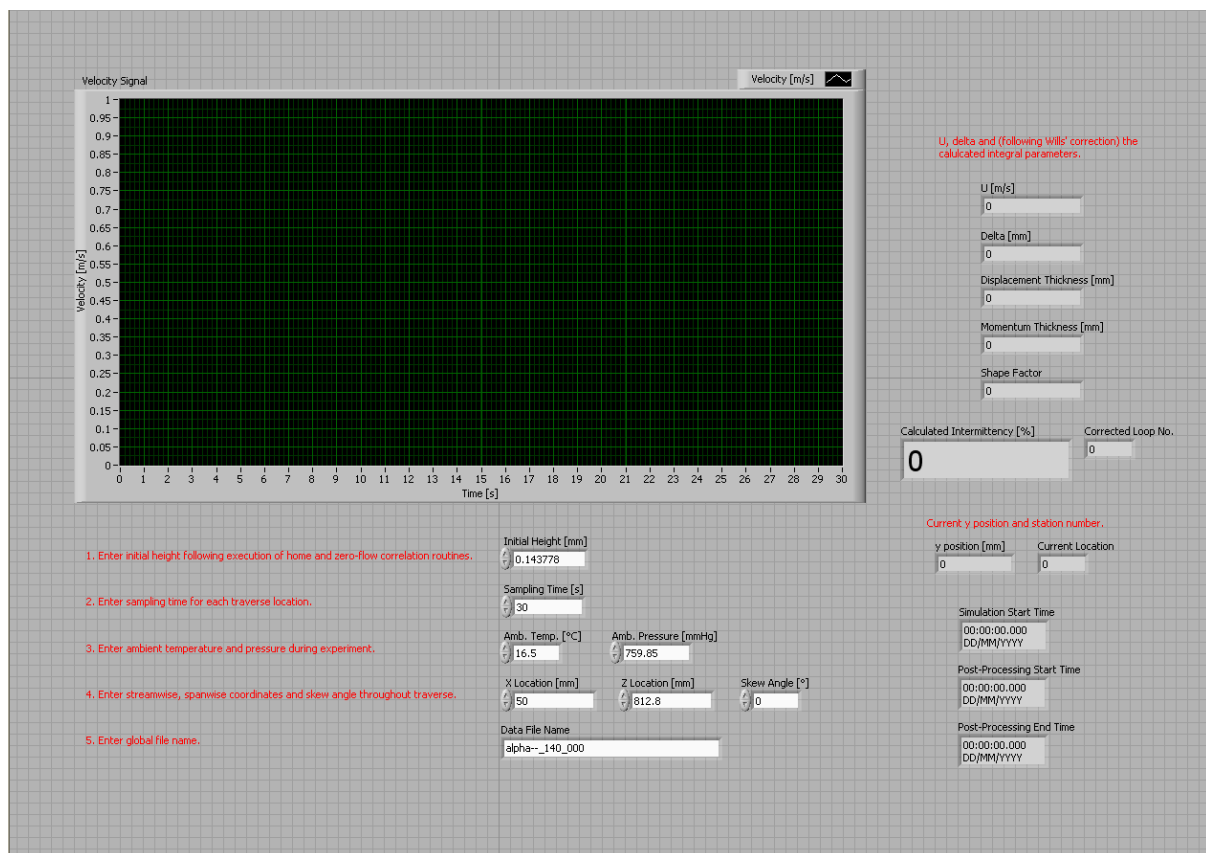 Velocity Signal
Velocity [m/s]
1
0.95
0.9
0.85
0.8
0.75
0.7
0.65
0.6
0.55
0.5
0.45
0.4
0.35
0.3
0.25
0.2
0.15
0.1
0.05
0
Velocity [m/s]
0 1 2 3 4 5 6 7 8 9 10 11 12 13 14 15 16 17 18 19 20 21 22 23 24 25 26 27 28 29 30
Time [s]
U, delta and (following Wills' correction) the
calulcated integral parameters.
U [m/s]
0
Delta [mm]
0
Displacement Thickness [mm]
0
Momentum Thickness [mm]
0
Shape Factor
0
Calculated Intermittency [%] Corrected Loop No.
0 0
1. Enter initial height following execution of home and zero-flow correlation routines.
Initial Height [mm]
0.143778
2. Enter sampling time for each traverse location.
Sampling Time [s]
30
3. Enter ambient temperature and pressure during experiment.
Amb. Temp. [°C] Amb. Pressure [mmHg]
16.5 759.85
4. Enter streamwise, spanwise coordinates and skew angle throughout traverse.
X Location [mm] Z Location [mm] Skew Angle [°]
50 812.8 0
5. Enter global file name.
Data File Name
alpha--_140_000
Current y position and station number.
y position [mm] Current Location
0 0
Simulation Start Time
00:00:00.000
DD/MM/YYYY
Post-Processing Start Time
00:00:00.000
DD/MM/YYYY
Post-Processing End Time
00:00:00.000
DD/MM/YYYY